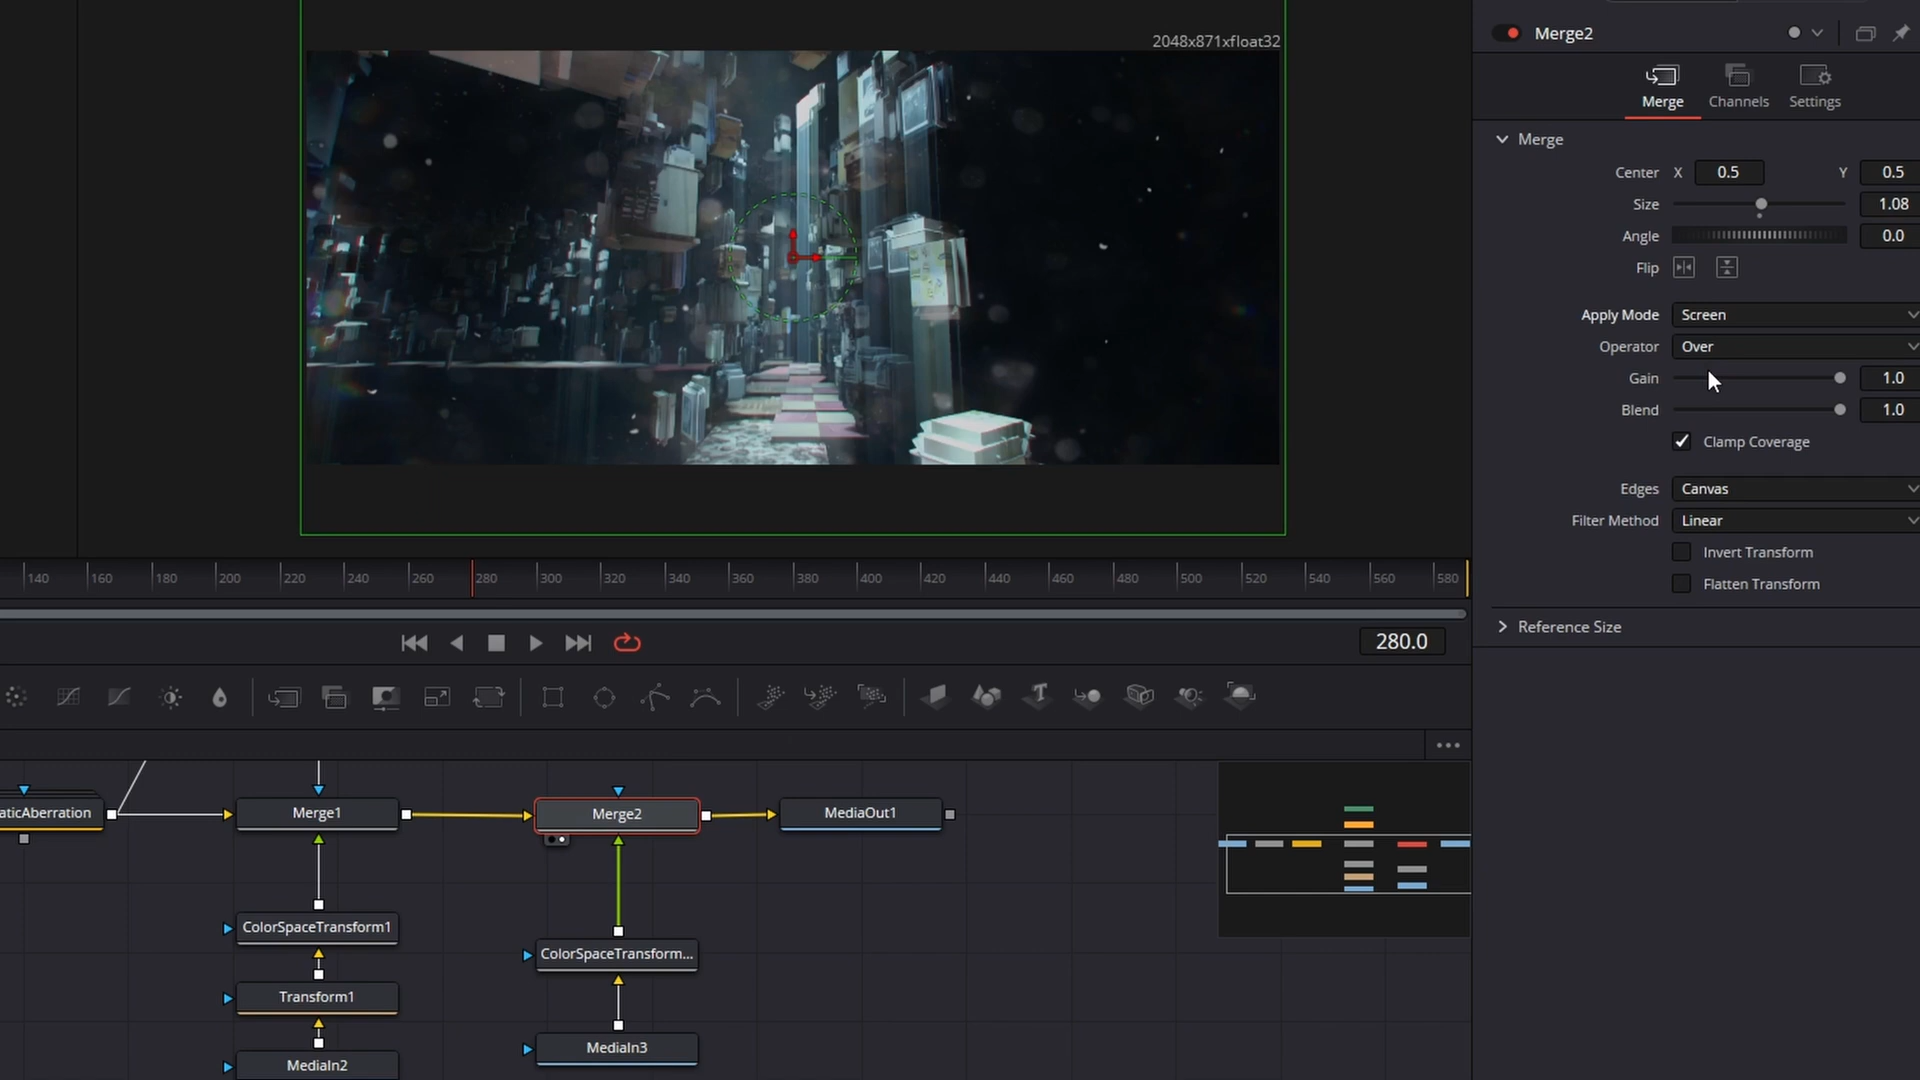 2048x871xfloat32
Merge2
Merge Channels Settings
Merge
Center X 0.5 Y 0.5
Size 1.08
Angle 0.0
Flip
Apply Mode Screen
Operator Over
Gain 1.0
Blend 1.0
Clamp Coverage
Edges Canvas
Filter Method Linear
Invert Transform
Flatten Transform
Reference Size
140 160 180 200 220 240 260 280 300 320 340 360 380 400 420 440 460 480 500 520 540 560 580
280.0
aticAberration Merge1 Merge2 MediaOut1
ColorSpaceTransform1
ColorSpaceTransform...
Transform1
MediaIn3
MediaIn2